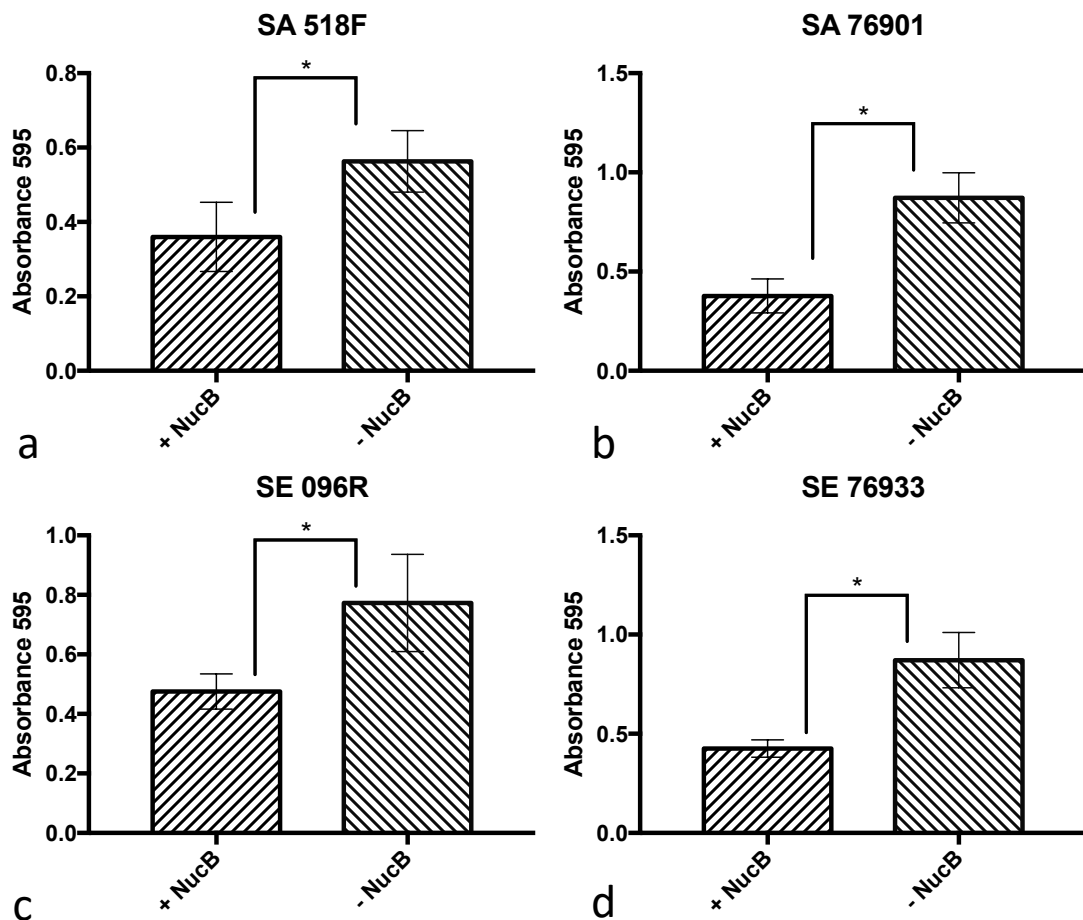 SA 518F
*
Absorbance 595
0.8
0.6
0.4
0.2
0.0
+ NucB
- NucB
a
SA 76901
*
Absorbance 595
1.5
1.0
0.5
0.0
+ NucB
- NucB
b
SE 096R
*
Absorbance 595
1.0
0.8
0.6
0.4
0.2
0.0
+ NucB
- NucB
c
SE 76933
*
Absorbance 595
1.5
1.0
0.5
0.0
+ NucB
- NucB
d